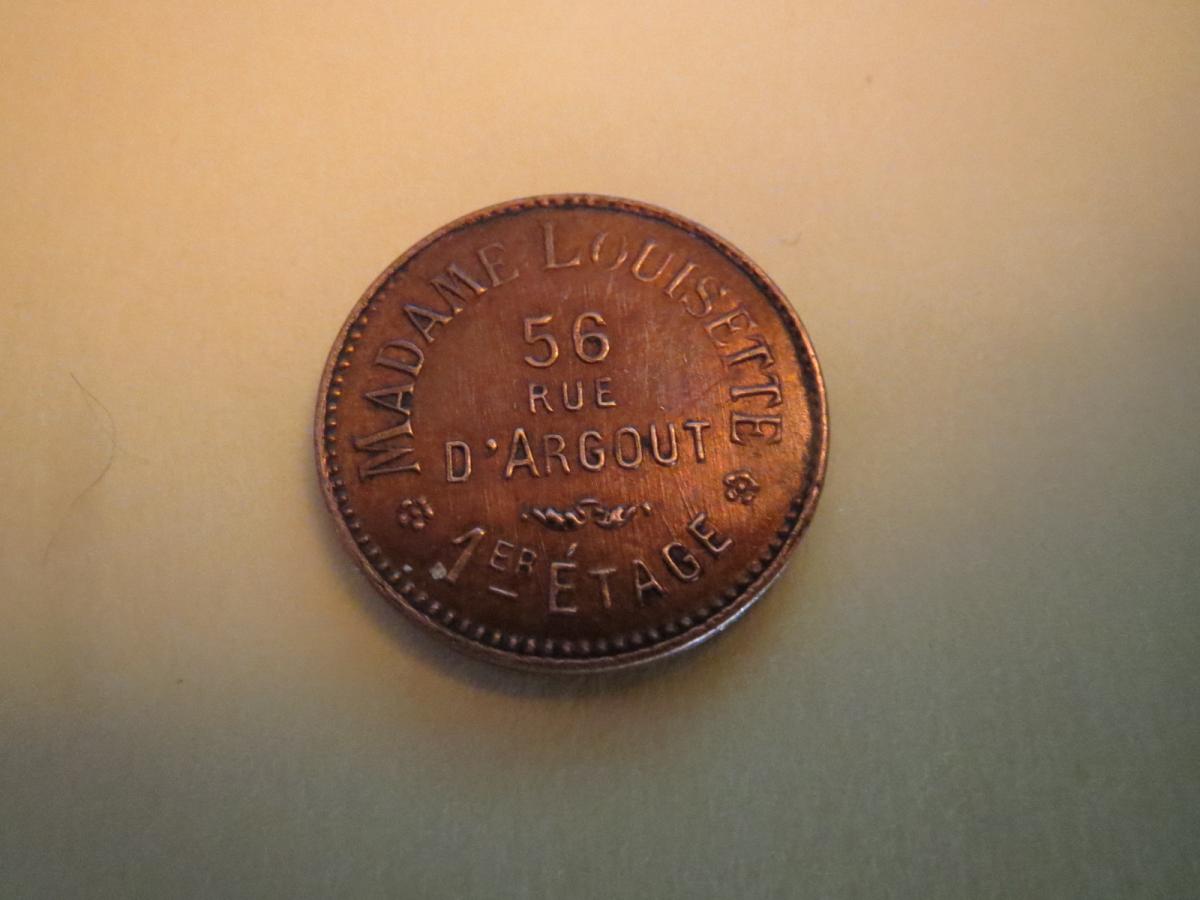 MADAME LOUISETTE
56
RUE
D'ARGOUT
1ER ÉTAGE